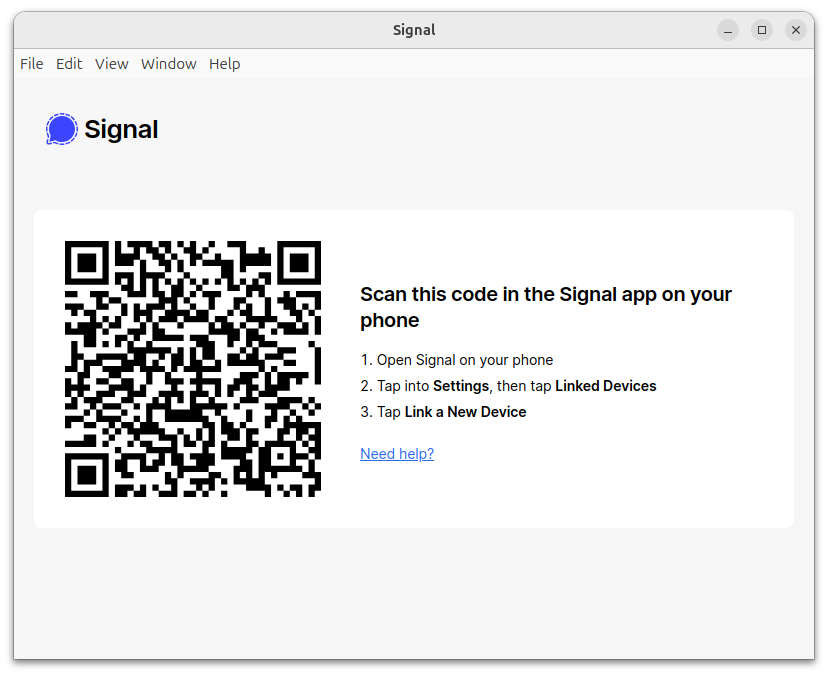 Signal
File Edit View Window Help
Signal
Scan this code in the Signal app on your
phone
1. Open Signal on your phone
2. Tap into Settings, then tap Linked Devices
3. Tap Link a New Device
Need help?